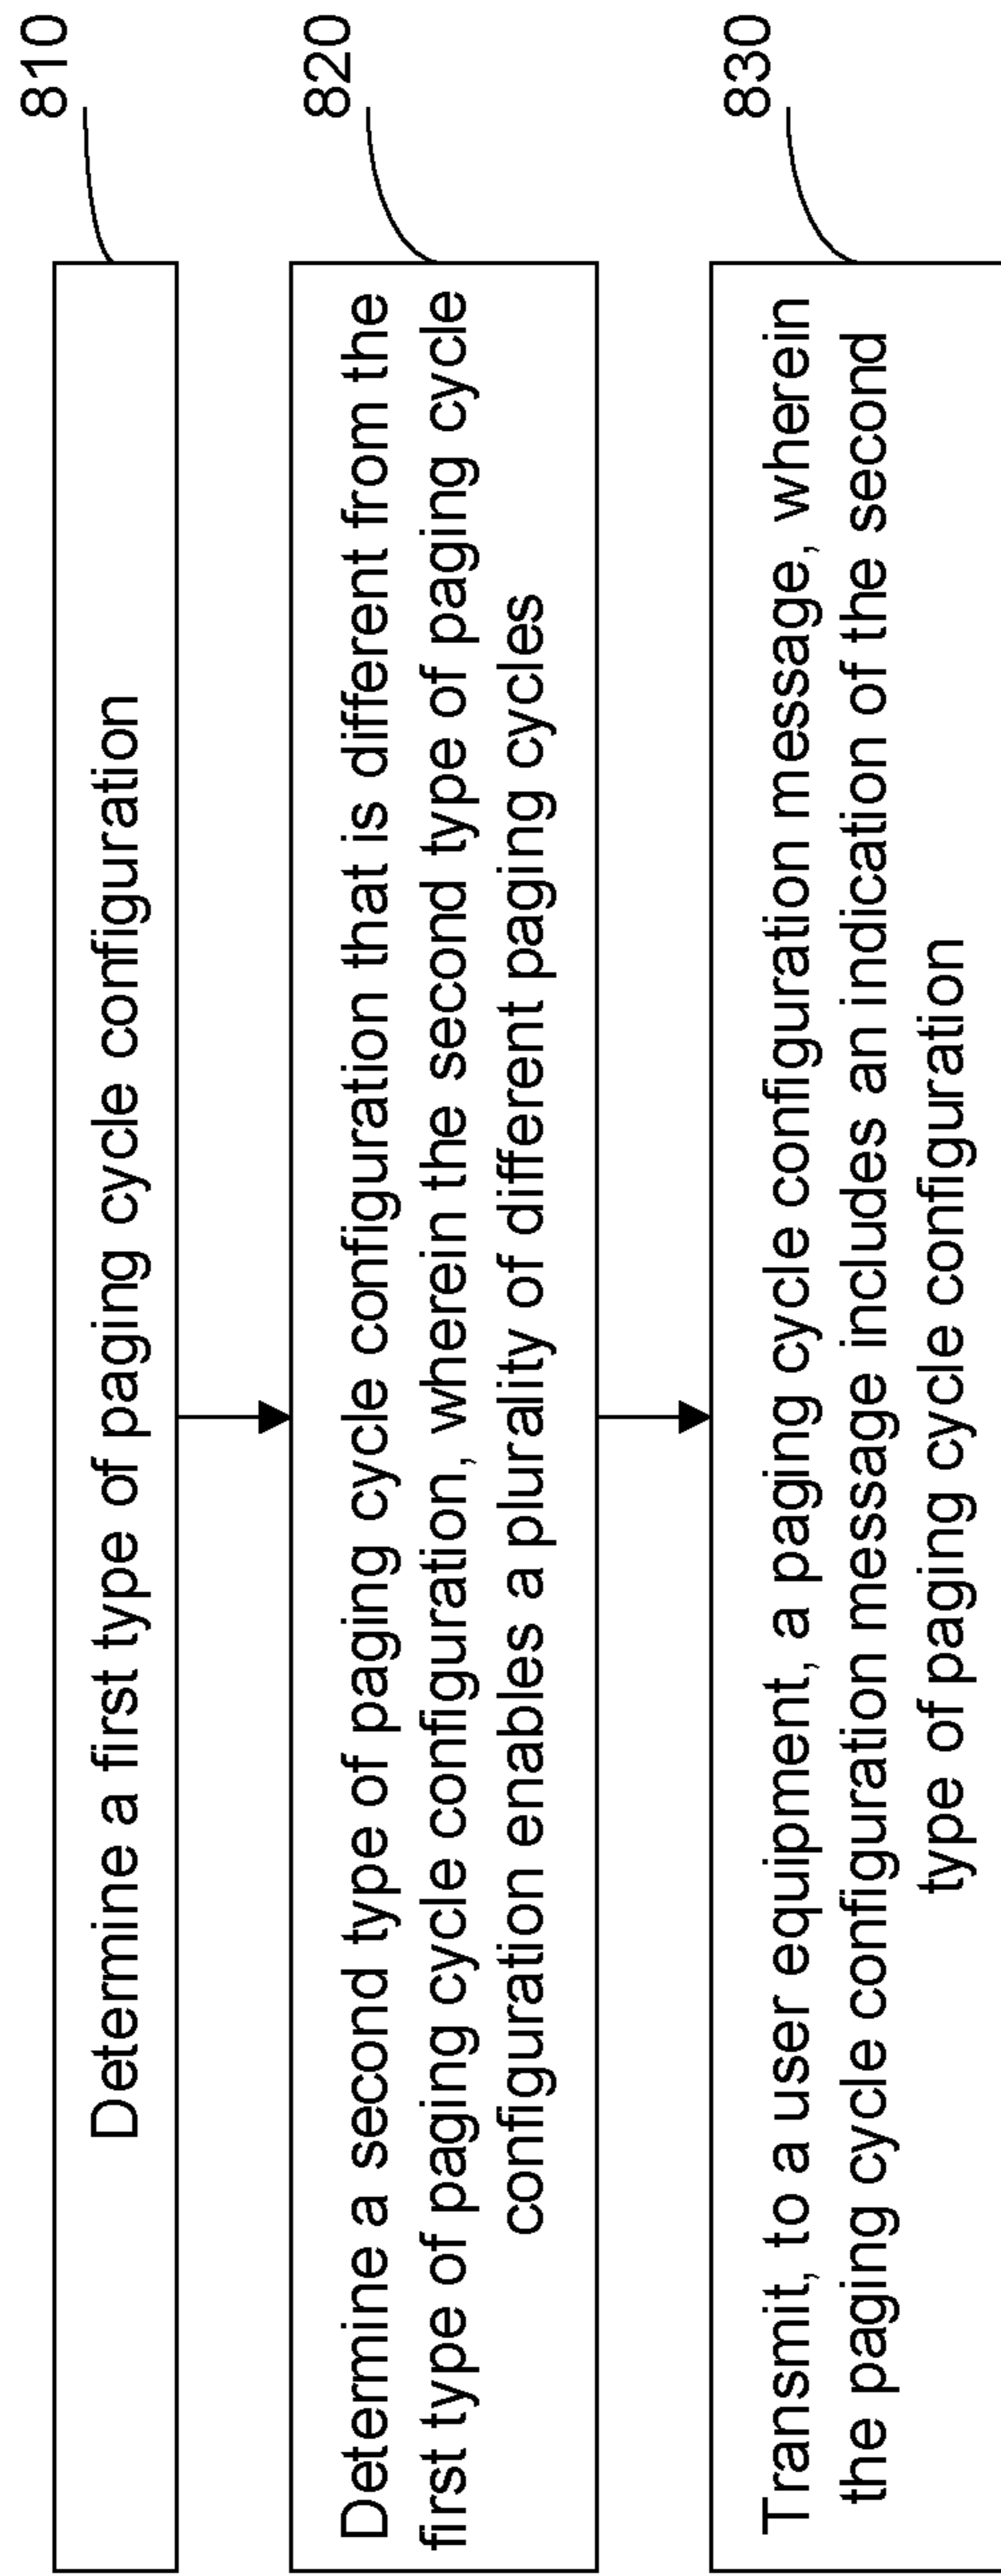 810
Determine a first type of paging cycle configuration
820
Determine a second type of paging cycle configuration that is different from the
first type of paging cycle configuration, wherein the second type of paging cycle
configuration enables a plurality of different paging cycles
830
Transmit, to a user equipment, a paging cycle configuration message, wherein
the paging cycle configuration message includes an indication of the second
type of paging cycle configuration